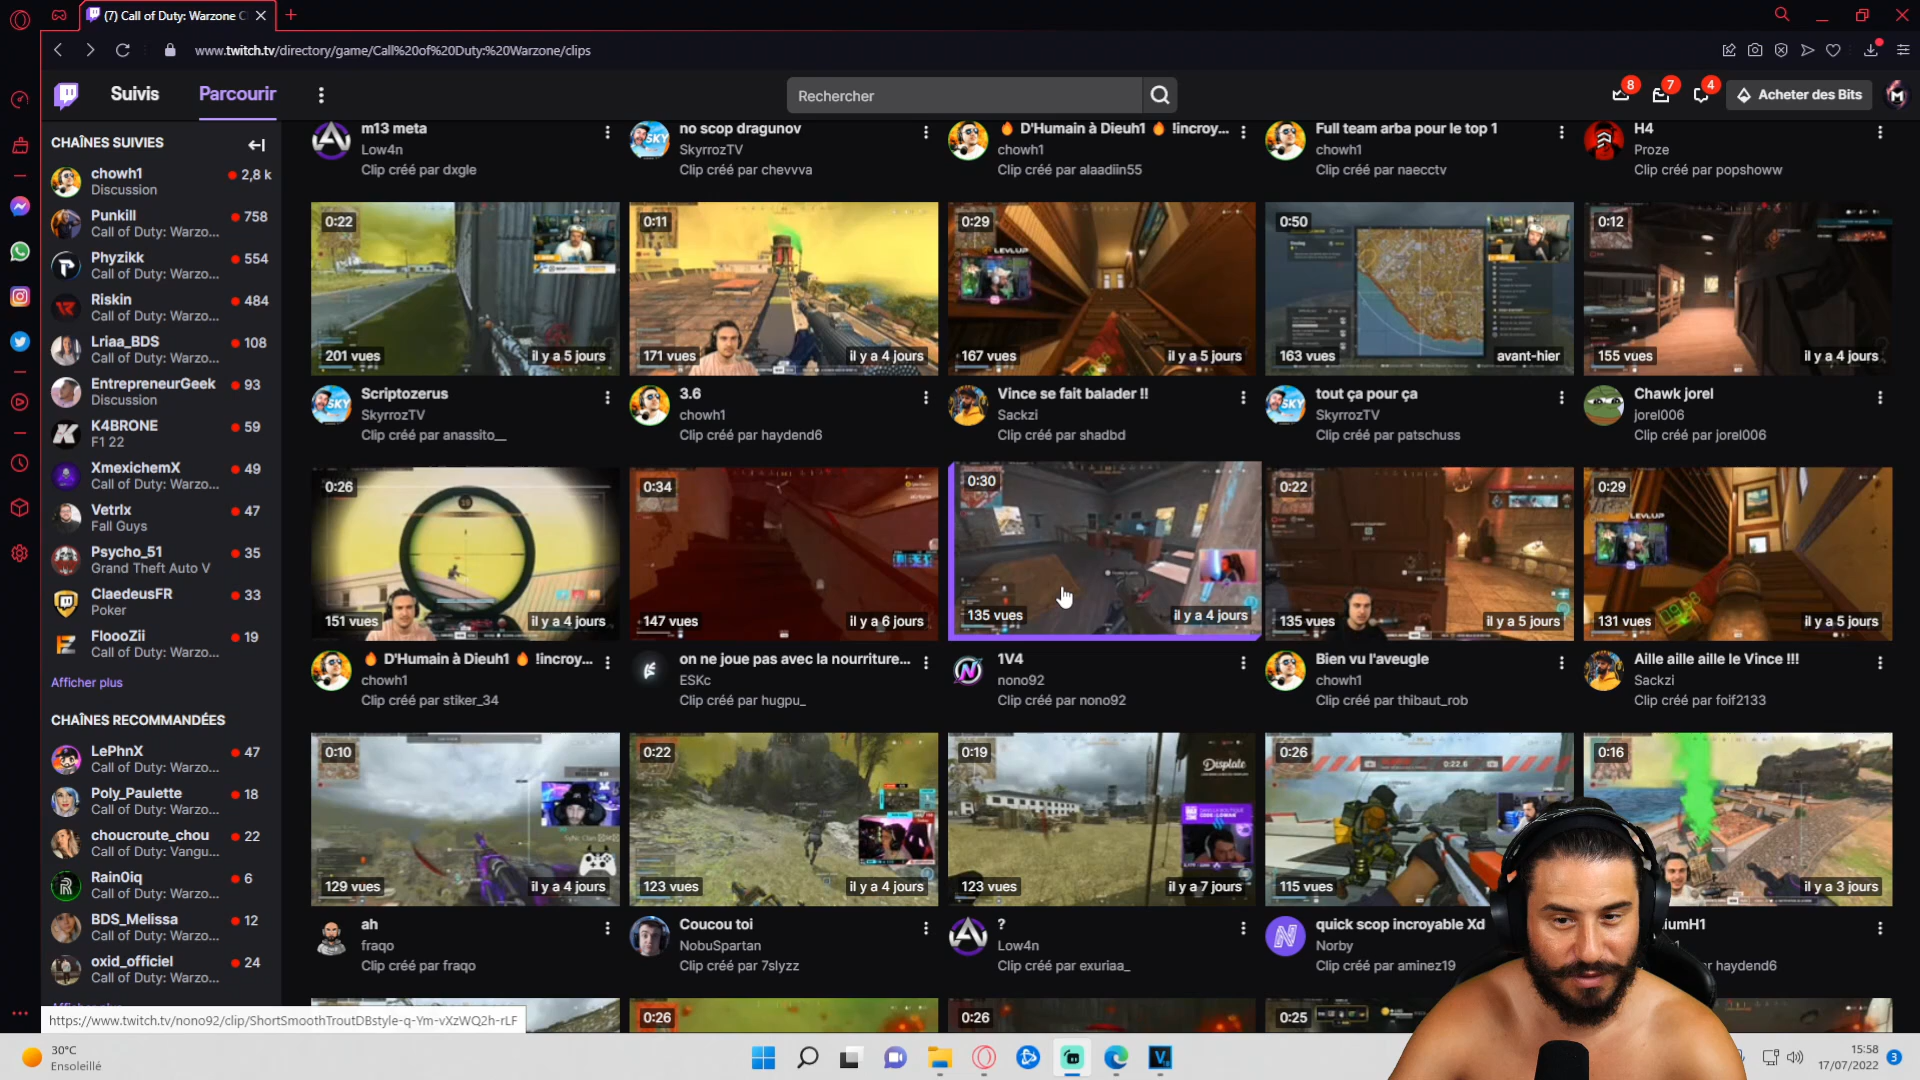 (7) Call of Duty: Warzone C
www.twitch.tv/directory/game/Call%20of%20Duty:%20Warzone/clips
Suivis
Parcourir
Rechercher
8
7
4
Acheter des Bits
CHAÎNES SUIVIES
chowh1
2,8 k
Discussion
Punkill
758
Call of Duty: Warzo...
Phyzikk
554
Call of Duty: Warzo...
Riskin
484
Call of Duty: Warzo...
Lriaa_BDS
108
Call of Duty: Warzo...
EntrepreneurGeek
93
Discussion
K4BRONE
59
F1 22
XmexichemX
49
Call of Duty: Warzo...
Vetrlx
47
Fall Guys
Psycho_51
35
Grand Theft Auto V
ClaedeusFR
33
Poker
FloooZii
19
Call of Duty: Warzo...
Afficher plus
CHAÎNES RECOMMANDÉES
LePhnX
47
Call of Duty: Warzo...
Poly_Paulette
18
Call of Duty: Warzo...
choucroute_chou
22
Call of Duty: Vangu...
Rain0iq
6
Call of Duty: Warzo...
BDS_Melissa
12
Call of Duty: Warzo...
oxid_officiel
24
Call of Duty: Warzo...
m13 meta
Low4n
Clip créé par dxgle
no scop dragunov
SkyrrozTV
Clip créé par chevvva
🔥 D'Humain à Dieuh1 🔥 !incroy...
chowh1
Clip créé par alaadiin55
Full team arba pour le top 1
chowh1
Clip créé par naecctv
H4
Proze
Clip créé par popshoww
0:22
201 vues
il y a 5 jours
Scriptozerus
SkyrrozTV
Clip créé par anassito__
0:11
171 vues
il y a 4 jours
3.6
chowh1
Clip créé par haydend6
0:29
LEVLUP
167 vues
il y a 5 jours
Vince se fait balader !!
Sackzi
Clip créé par shadbd
0:50
163 vues
avant-hier
tout ça pour ça
SkyrrozTV
Clip créé par patschuss
0:12
155 vues
il y a 4 jours
Chawk jorel
jorel006
Clip créé par jorel006
0:26
151 vues
il y a 4 jours
🔥 D'Humain à Dieuh1 🔥 !incroy...
chowh1
Clip créé par stiker_34
0:34
147 vues
il y a 6 jours
on ne joue pas avec la nourriture...
ESKc
Clip créé par hugpu_
0:30
135 vues
il y a 4 jours
1V4
nono92
Clip créé par nono92
0:22
135 vues
il y a 5 jours
Bien vu l'aveugle
chowh1
Clip créé par thibaut_rob
0:29
LEVLUP
131 vues
il y a 5 jours
Aille aille aille le Vince !!!
Sackzi
Clip créé par foif2133
0:10
129 vues
il y a 4 jours
ah
fraqo
Clip créé par fraqo
0:22
123 vues
il y a 4 jours
Coucou toi
NobuSpartan
Clip créé par 7slyzz
0:19
Displate
123 vues
il y a 7 jours
?
Low4n
Clip créé par exuriaa_
0:26
115 vues
quick scop incroyable Xd
Norby
Clip créé par aminez19
0:16
il y a 3 jours
iumH1
haydend6
0:26
0:26
0:25
https://www.twitch.tv/nono92/clip/ShortSmoothTroutDBstyle-q-Ym-vXzWQ2h-rLF
30°C
Ensoleillé
15:58
17/07/2022
3